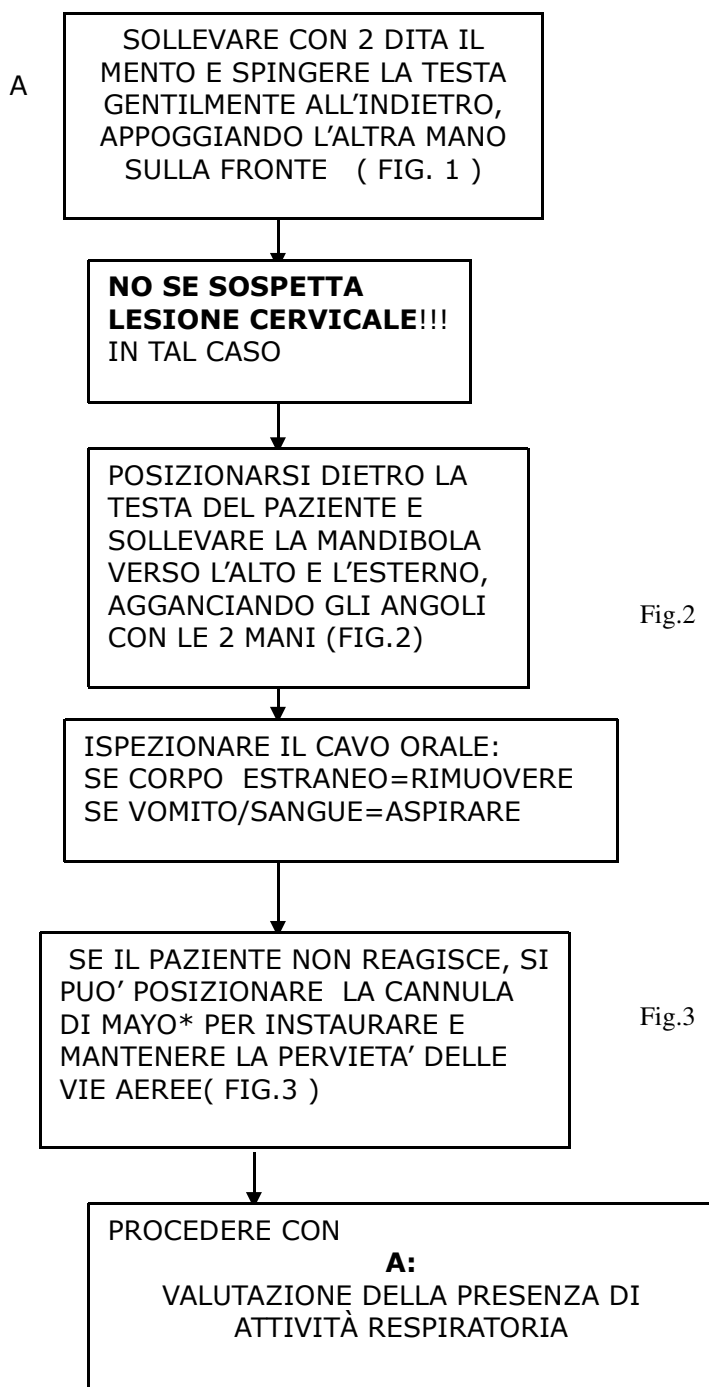 A
SOLLEVARE CON 2 DITA IL
MENTO E SPINGERE LA TESTA
GENTILMENTE ALL’INDIETRO,
APPOGGIANDO L’ALTRA MANO
SULLA FRONTE ( FIG. 1 )
NO SE SOSPETTA
LESIONE CERVICALE!!!
IN TAL CASO
POSIZIONARSI DIETRO LA
TESTA DEL PAZIENTE E
SOLLEVARE LA MANDIBOLA
VERSO L’ALTO E L’ESTERNO,
AGGANCIANDO GLI ANGOLI
CON LE 2 MANI (FIG.2)
Fig.2
ISPEZIONARE IL CAVO ORALE:
SE CORPO ESTRANEO=RIMUOVERE
SE VOMITO/SANGUE=ASPIRARE
SE IL PAZIENTE NON REAGISCE, SI
PUO’ POSIZIONARE LA CANNULA
DI MAYO* PER INSTAURARE E
MANTENERE LA PERVIETA’ DELLE
VIE AEREE( FIG.3 )
Fig.3
PROCEDERE CON
A:
VALUTAZIONE DELLA PRESENZA DI
ATTIVITÀ RESPIRATORIA